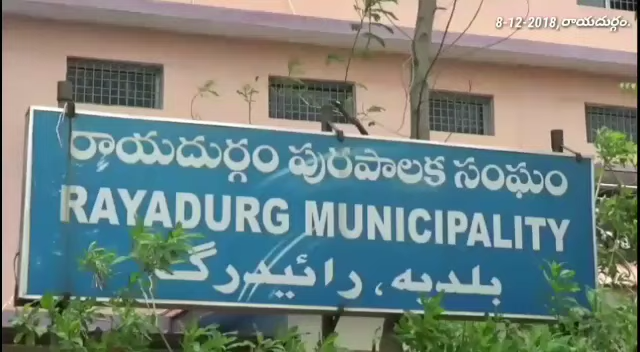 8-12-2018,రాయదుర్గం.
రాయదుర్గం పురపాలక సంఘం
RAYADURG MUNICIPALITY
بلدیہ ، رائیدرگ